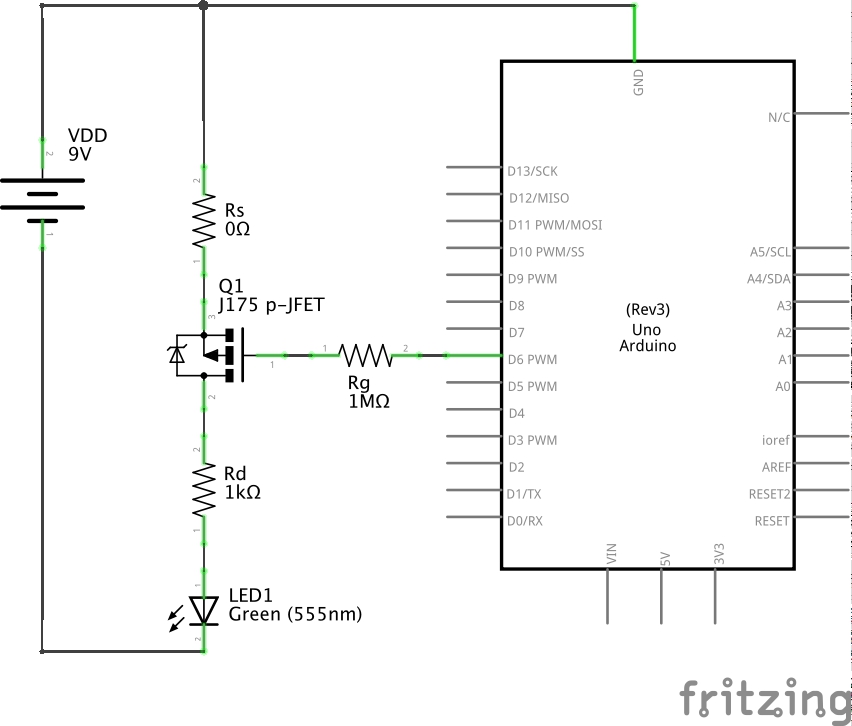 VDD
9V
2
1
2
Rs
0Ω
1
Q1
J175 p-JFET
3
1
2
1
2
Rg
1MΩ
2
Rd
1kΩ
1
1
LED1
Green (555nm)
2
GND
N/C
D13/SCK
D12/MISO
D11 PWM/MOSI
D10 PWM/SS
D9 PWM
D8
D7
D6 PWM
D5 PWM
D4
D3 PWM
D2
D1/TX
D0/RX
(Rev3)
Uno
Arduino
A5/SCL
A4/SDA
A3
A2
A1
A0
ioref
AREF
RESET2
RESET
VIN
5V
3V3
fritzing